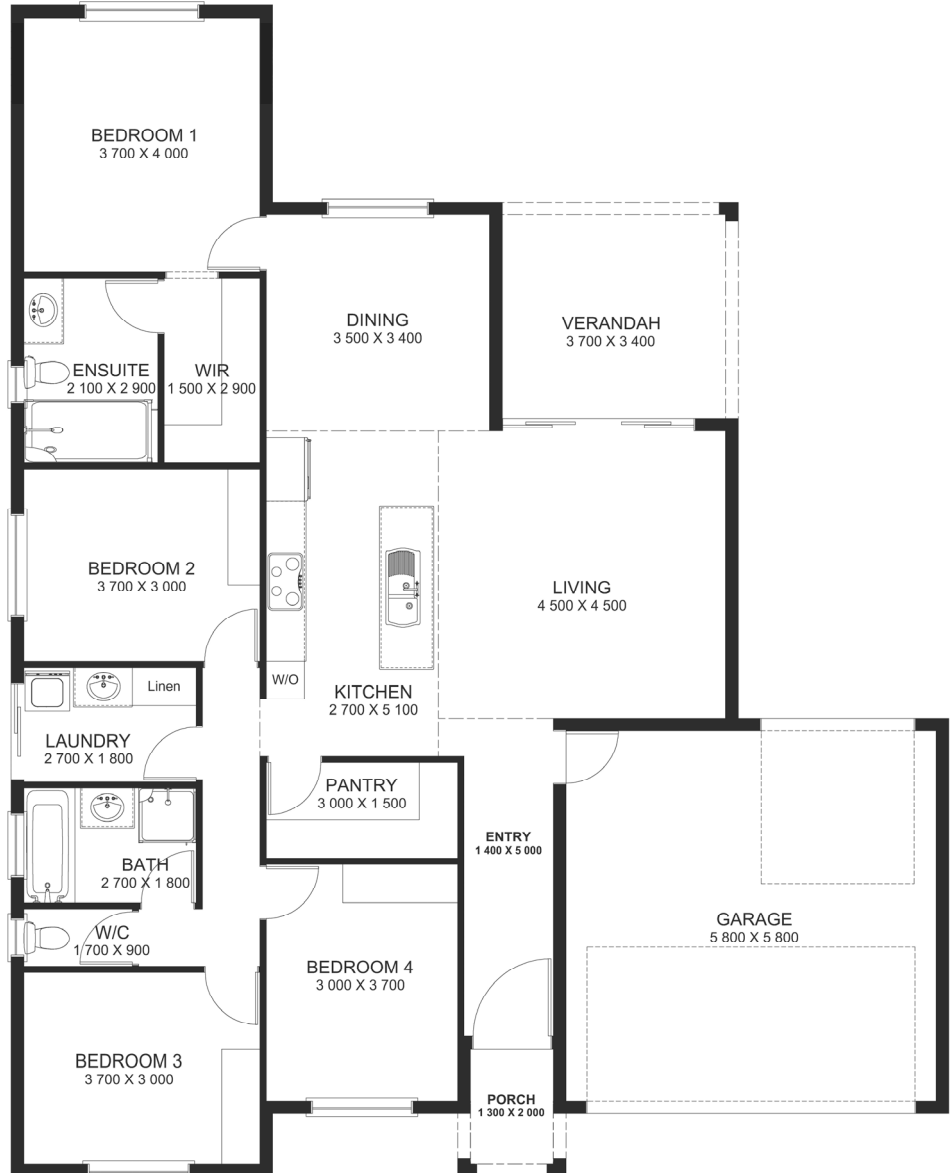 BEDROOM 1
3 700 X 4 000
DINING
3 500 X 3 400
VERANDAH
3 700 X 3 400
ENSUITE
2 100 X 2 900
WIR
1 500 X 2 900
BEDROOM 2
3 700 X 3 000
LIVING
4 500 X 4 500
W/O
Linen
KITCHEN
2 700 X 5 100
LAUNDRY
2 700 X 1 800
PANTRY
3 000 X 1 500
ENTRY
1 400 X 5 000
BATH
2 700 X 1 800
GARAGE
5 800 X 5 800
W/C
1 700 X 900
BEDROOM 4
3 000 X 3 700
BEDROOM 3
3 700 X 3 000
PORCH
1 300 X 2 000